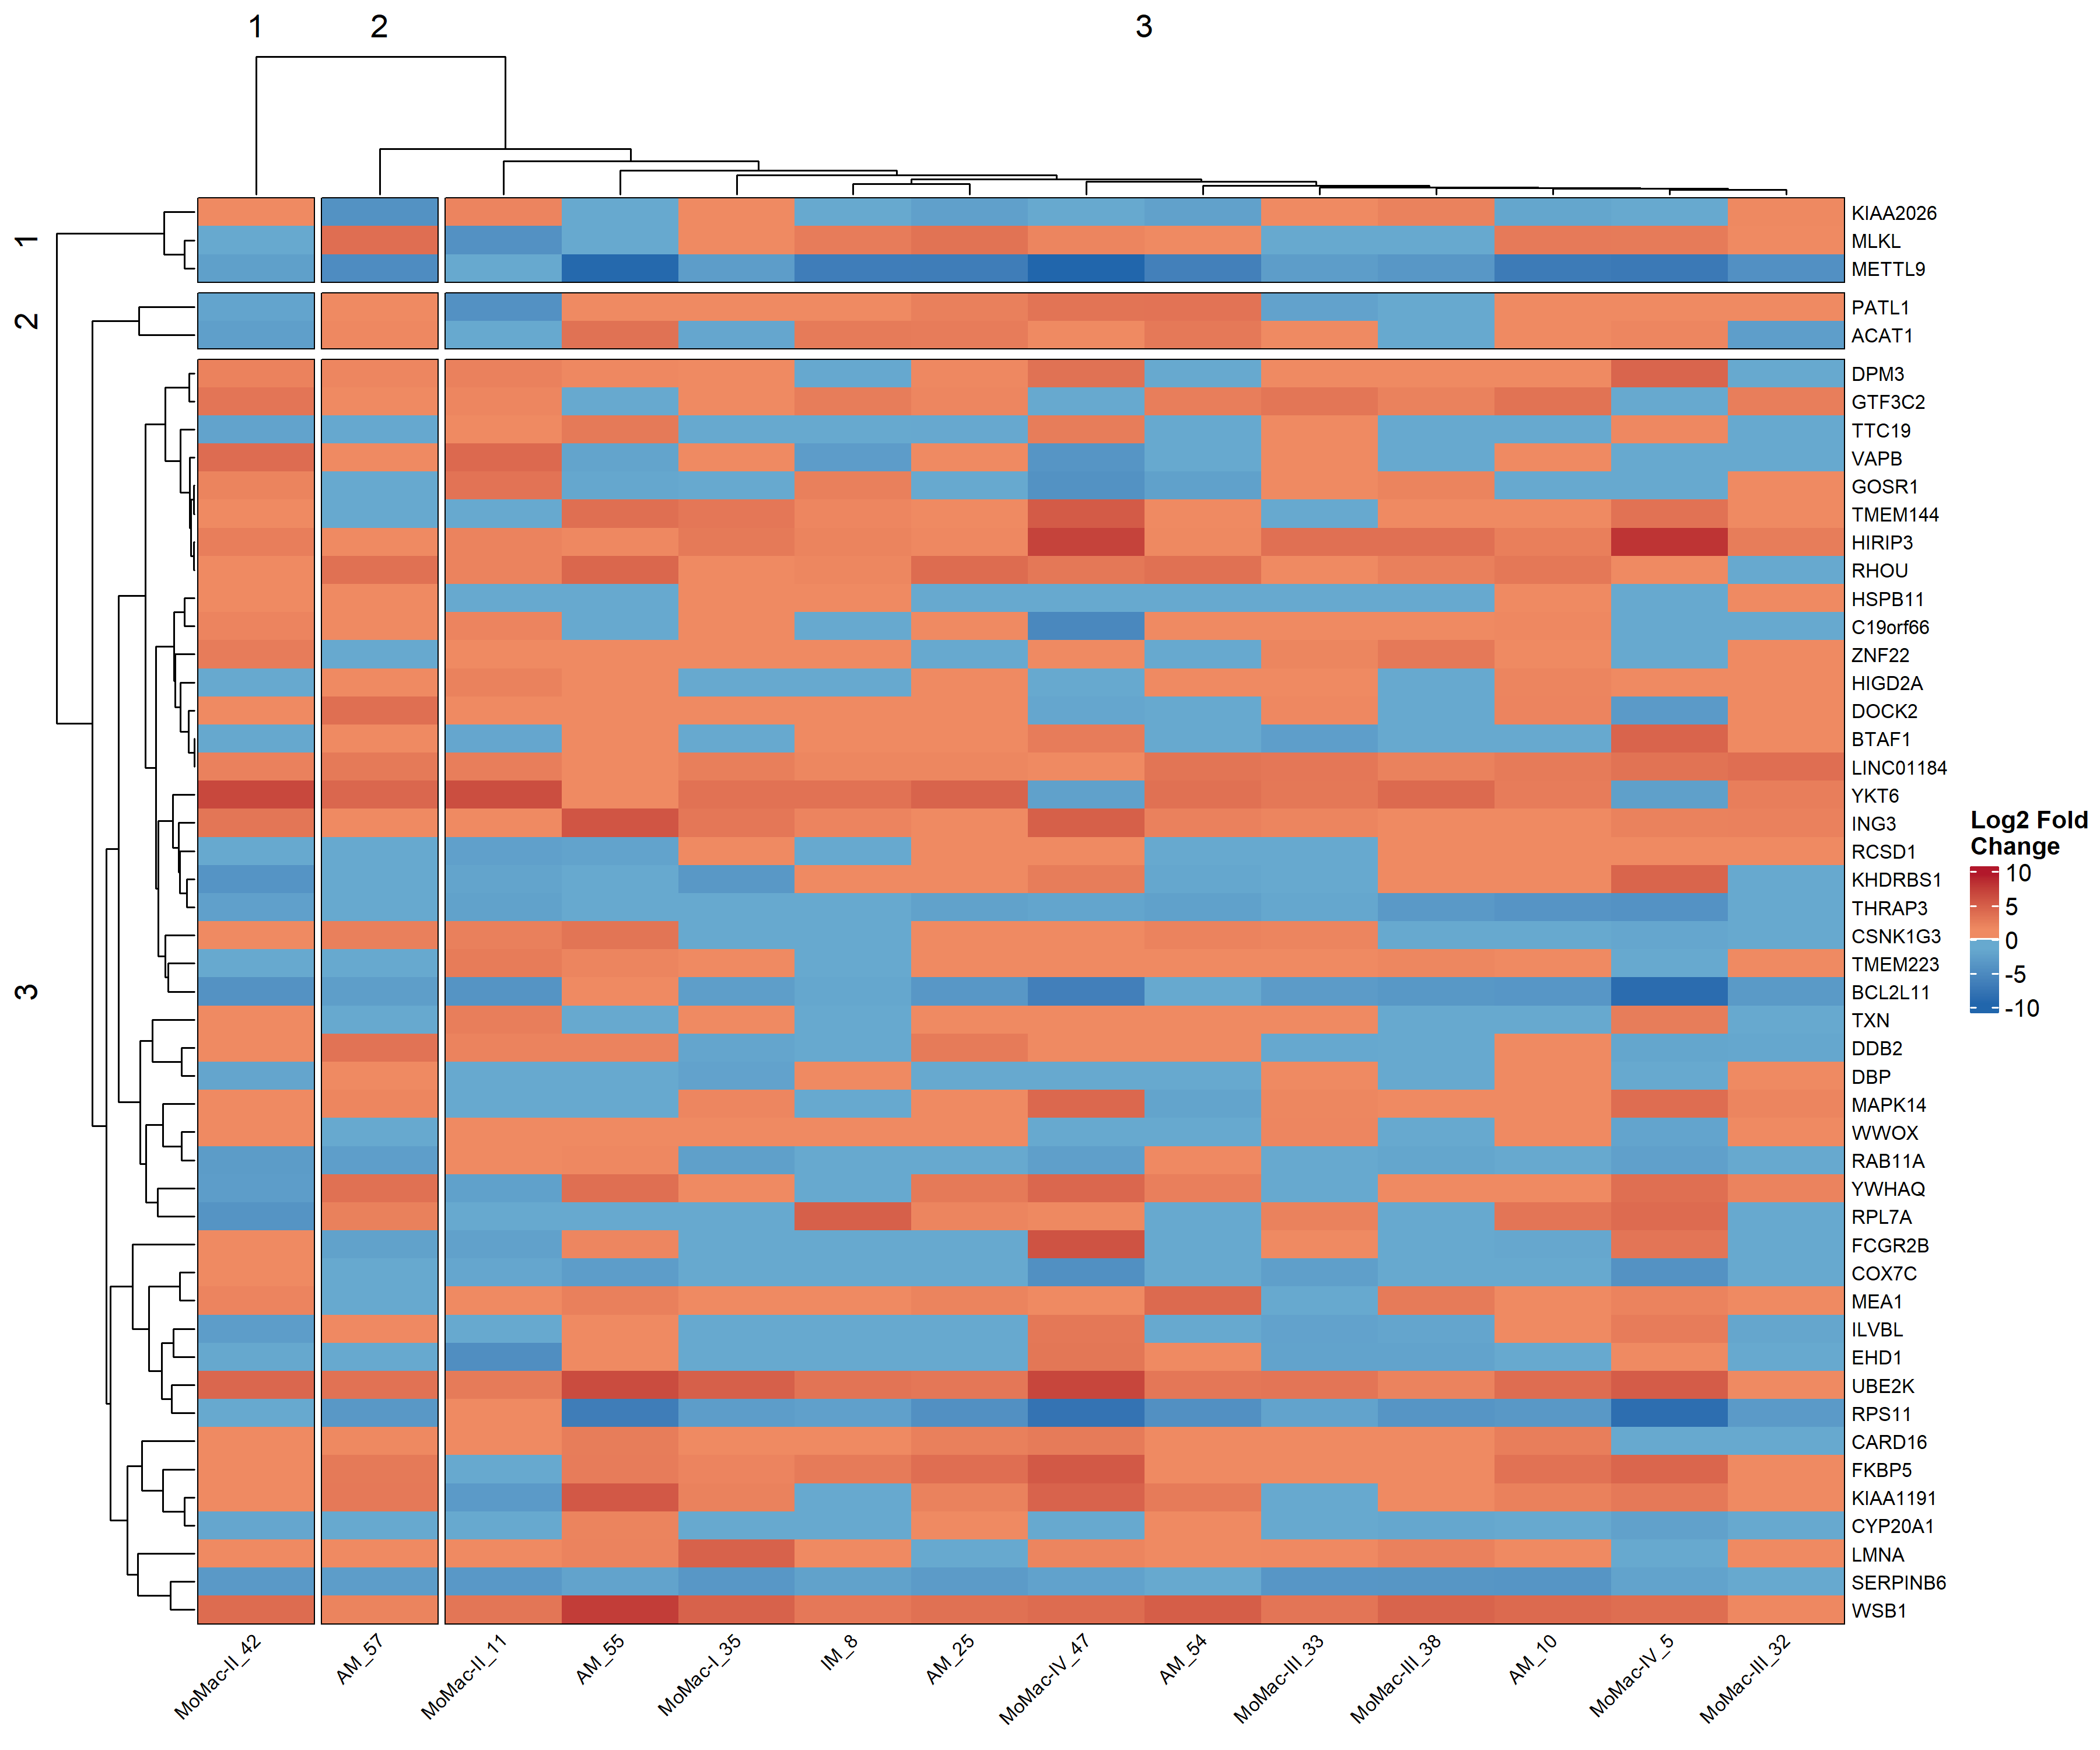 1
2
3
1
2
3
KIAA2026
MLKL
METTL9
PATL1
ACAT1
DPM3
GTF3C2
TTC19
VAPB
GOSR1
TMEM144
HIRIP3
RHOU
HSPB11
C19orf66
ZNF22
HIGD2A
DOCK2
BTAF1
LINC01184
YKT6
ING3
RCSD1
KHDRBS1
THRAP3
CSNK1G3
TMEM223
BCL2L11
TXN
DDB2
DBP
MAPK14
WWOX
RAB11A
YWHAQ
RPL7A
FCGR2B
COX7C
MEA1
ILVBL
EHD1
UBE2K
RPS11
CARD16
FKBP5
KIAA1191
CYP20A1
LMNA
SERPINB6
WSB1
MoMac-II_42
AM_57
MoMac-II_11
AM_55
MoMac-I_35
IM_8
AM_25
MoMac-IV_47
AM_54
MoMac-III_33
MoMac-III_38
AM_10
MoMac-IV_5
MoMac-III_32
Log2 Fold
Change
10
5
0
-5
-10